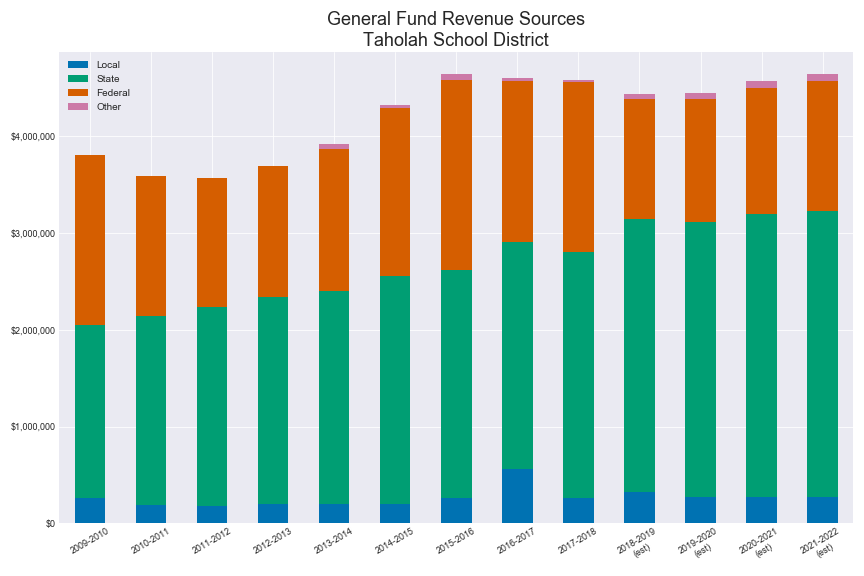 General Fund Revenue Sources
Taholah School District
Local
State
Federal
Other
$4,000,000
$3,000,000
$2,000,000
$1,000,000
$0
2009-2010
2010-2011
2011-2012
2012-2013
2013-2014
2014-2015
2015-2016
2016-2017
2017-2018
2018-2019
(est)
2019-2020
(est)
2020-2021
(est)
2021-2022
(est)